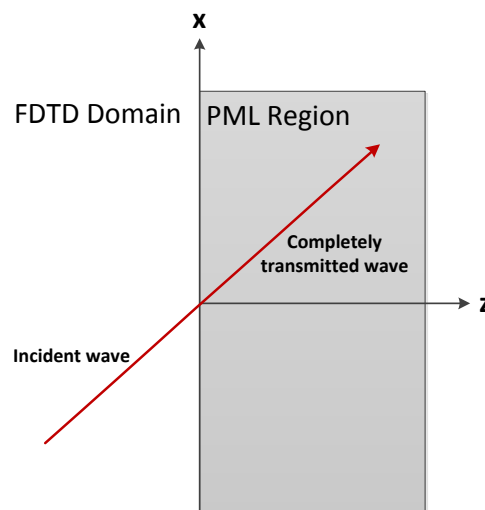 x
FDTD Domain
PML Region
Completely
transmitted wave
z
Incident wave